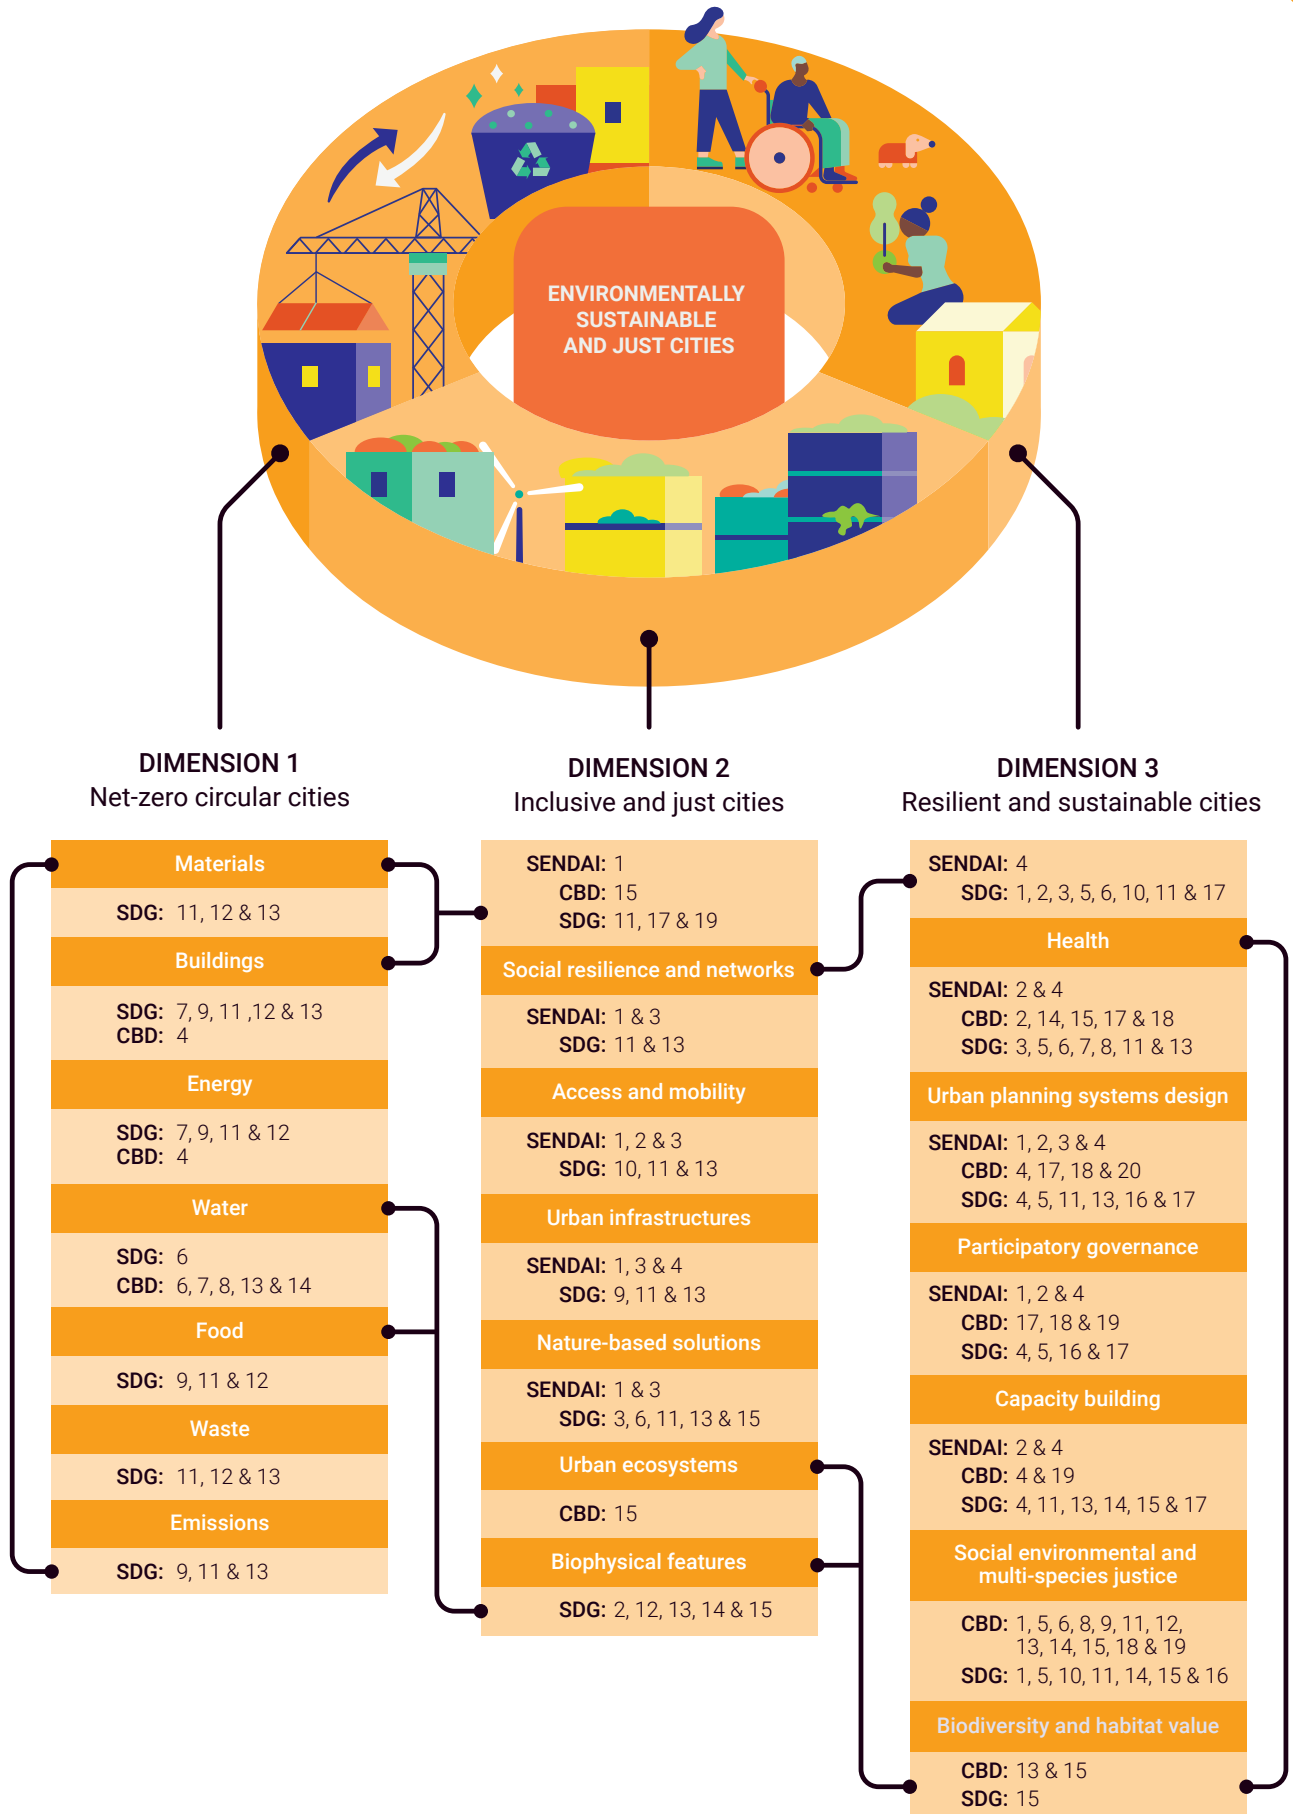 ENVIRONMENTALLY
SUSTAINABLE
AND JUST CITIES
DIMENSION 1
Net-zero circular cities
Materials
SDG: 11, 12 & 13
Buildings
SDG: 7, 9, 11 ,12 & 13
CBD: 4
Energy
SDG: 7, 9, 11 & 12
CBD: 4
Water
SDG: 6
CBD: 6, 7, 8, 13 & 14
Food
SDG: 9, 11 & 12
Waste
SDG: 11, 12 & 13
Emissions
SDG: 9, 11 & 13
DIMENSION 2
Inclusive and just cities
SENDAI: 1
CBD: 15
SDG: 11, 17 & 19
Social resilience and networks
SENDAI: 1 & 3
SDG: 11 & 13
Access and mobility
SENDAI: 1, 2 & 3
SDG: 10, 11 & 13
Urban infrastructures
SENDAI: 1, 3 & 4
SDG: 9, 11 & 13
Nature-based solutions
SENDAI: 1 & 3
SDG: 3, 6, 11, 13 & 15
Urban ecosystems
CBD: 15
Biophysical features
SDG: 2, 12, 13, 14 & 15
DIMENSION 3
Resilient and sustainable cities
SENDAI: 4
SDG: 1, 2, 3, 5, 6, 10, 11 & 17
Health
SENDAI: 2 & 4
CBD: 2, 14, 15, 17 & 18
SDG: 3, 5, 6, 7, 8, 11 & 13
Urban planning systems design
SENDAI: 1, 2, 3 & 4
CBD: 4, 17, 18 & 20
SDG: 4, 5, 11, 13, 16 & 17
Participatory governance
SENDAI: 1, 2 & 4
CBD: 17, 18 & 19
SDG: 4, 5, 16 & 17
Capacity building
SENDAI: 2 & 4
CBD: 4 & 19
SDG: 4, 11, 13, 14, 15 & 17
Social environmental and
multi-species justice
CBD: 1, 5, 6, 8, 9, 11, 12,
13, 14, 15, 18 & 19
SDG: 1, 5, 10, 11, 14, 15 & 16
Biodiversity and habitat value
CBD: 13 & 15
SDG: 15